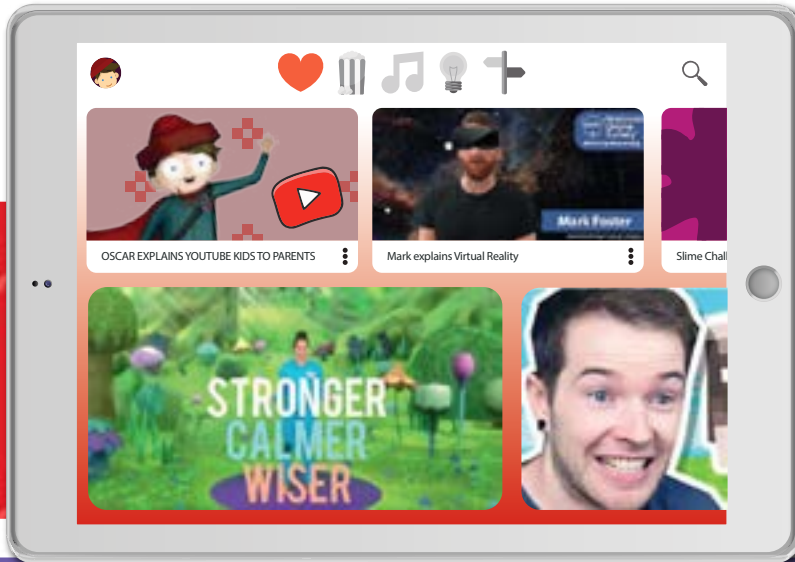 OSCAR EXPLAINS YOUTUBE KIDS TO PARENTS
Mark Foster
Mark explains Virtual Reality
Slime Chall
STRONGER
CALMER
WISER